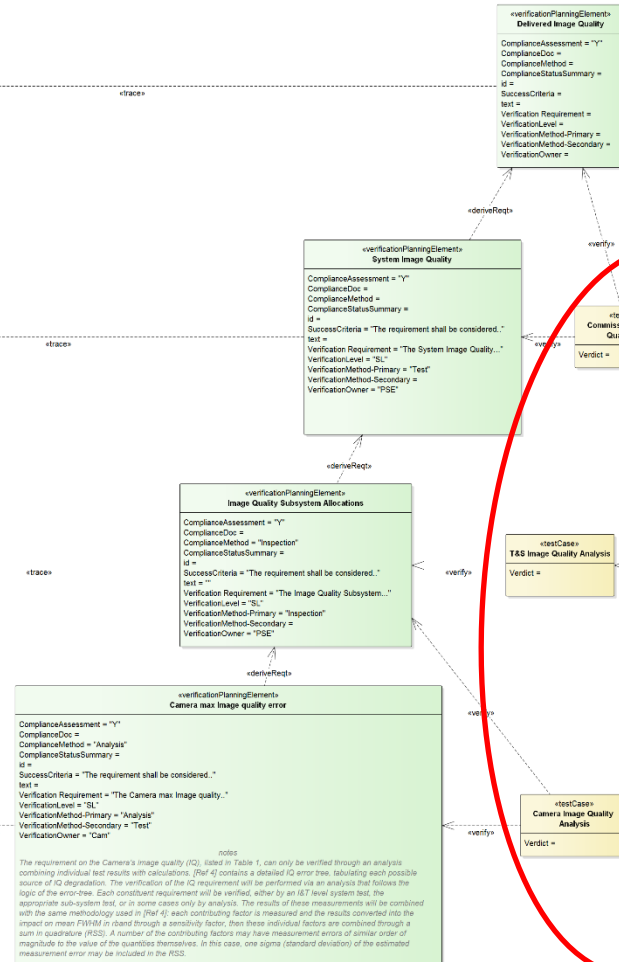 «verificationPlanningElement»
Delivered Image Quality
ComplianceAssessment = "Y"
ComplianceDoc =
ComplianceMethod =
ComplianceStatusSummary =
id =
SuccessCriteria =
text =
Verification Requirement =
VerificationLevel =
VerificationMethod-Primary =
VerificationMethod-Secondary =
VerificationOwner =
«trace»
«deriveReqt»
«verify»
«verificationPlanningElement»
System Image Quality
ComplianceAssessment = "Y"
ComplianceDoc =
ComplianceMethod =
ComplianceStatusSummary =
id =
SuccessCriteria = "The requirement shall be considered.."
text =
Verification Requirement = "The System Image Quality..."
VerificationLevel = "SL"
VerificationMethod-Primary = "Test"
VerificationMethod-Secondary =
VerificationOwner = "PSE"
«te
Commiss
Qua
Verdict =
«trace»
«verify»
«deriveReqt»
«verificationPlanningElement»
Image Quality Subsystem Allocations
ComplianceAssessment = "Y"
ComplianceDoc =
ComplianceMethod = "Inspection"
ComplianceStatusSummary =
id =
SuccessCriteria = "The requirement shall be considered.."
text = ""
Verification Requirement = "The Image Quality Subsystem..."
VerificationLevel = "SL"
VerificationMethod-Primary = "Inspection"
VerificationMethod-Secondary =
VerificationOwner = "PSE"
«testCase»
T&S Image Quality Analysis
Verdict =
«trace»
«verify»
«deriveReqt»
«verificationPlanningElement»
Camera max Image quality error
ComplianceAssessment = "Y"
ComplianceDoc =
ComplianceMethod = "Analysis"
ComplianceStatusSummary =
id =
SuccessCriteria = "The requirement shall be considered.."
text =
Verification Requirement = "The Camera max Image quality.."
VerificationLevel = "SL"
VerificationMethod-Primary = "Analysis"
VerificationMethod-Secondary = "Test"
VerificationOwner = "Cam"
notes
The requirement on the Camera's image quality (IQ), listed in Table 1, can only be verified through an analysis
combining individual test results with calculations. [Ref 4] contains a detailed IQ error tree, tabulating each possible
source of IQ degradation. The verification of the IQ requirement will be performed via an analysis that follows the
logic of the error-tree. Each constituent requirement will be verified, either by an I&T level system test, the
appropriate sub-system test, or in some cases only by analysis. The results of these measurements will be combined
with the same methodology used in [Ref 4]: each contributing factor is measured and the results converted into the
impact on mean FWHM in rband through a sensitivity factor, then these individual factors are combined through a
sum in quadrature (RSS). A number of the contributing factors may have measurement errors of similar order of
magnitude to the value of the quantities themselves. In this case, one sigma (standard deviation) of the estimated
measurement error may be included in the RSS.
«verify»
«testCase»
Camera Image Quality
Analysis
Verdict =
«verify»